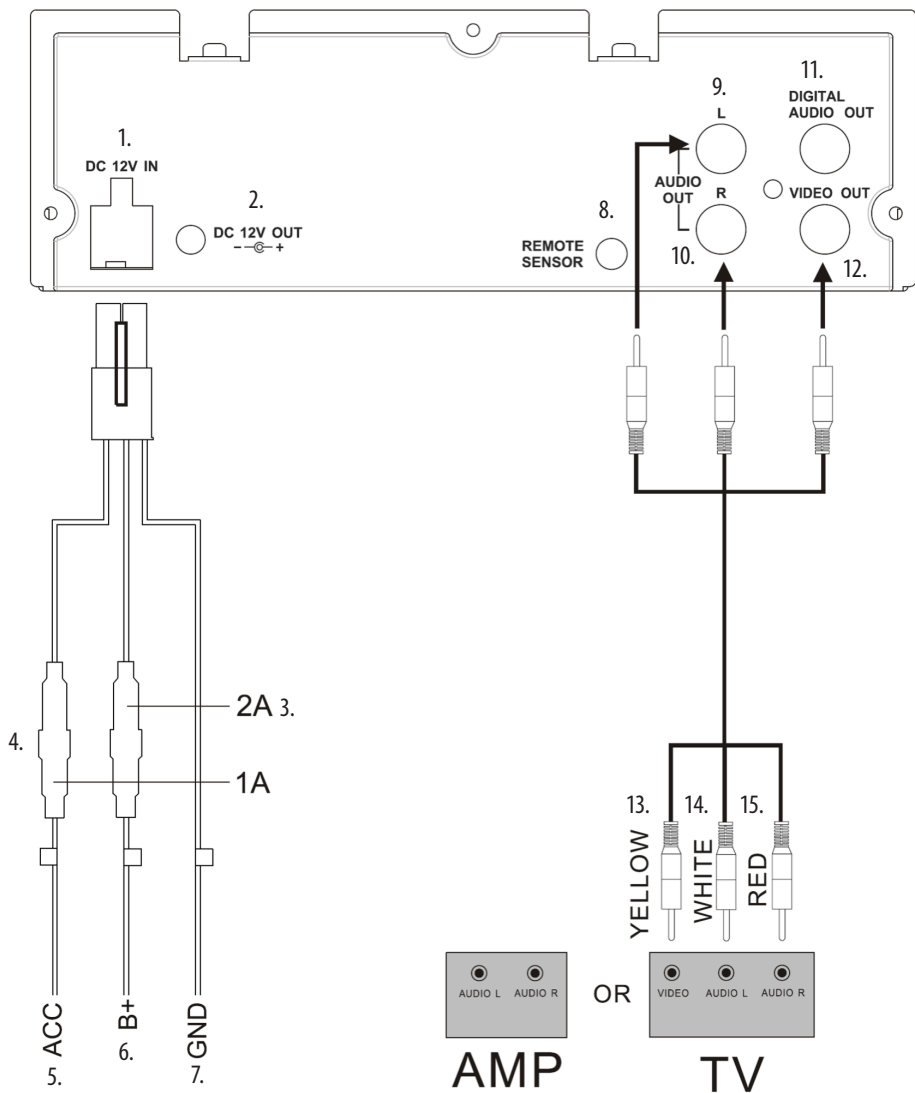 1.
DC 12V IN
2.
DC 12V OUT
− +
8.
REMOTE
SENSOR
9.
L
AUDIO
OUT
R
10.
11.
DIGITAL
AUDIO OUT
VIDEO OUT
12.
2A 3.
4.
1A
ACC
5.
B+
6.
GND
7.
13.
YELLOW
14.
WHITE
15.
RED
AUDIO L AUDIO R
AMP
OR
VIDEO AUDIO L AUDIO R
TV